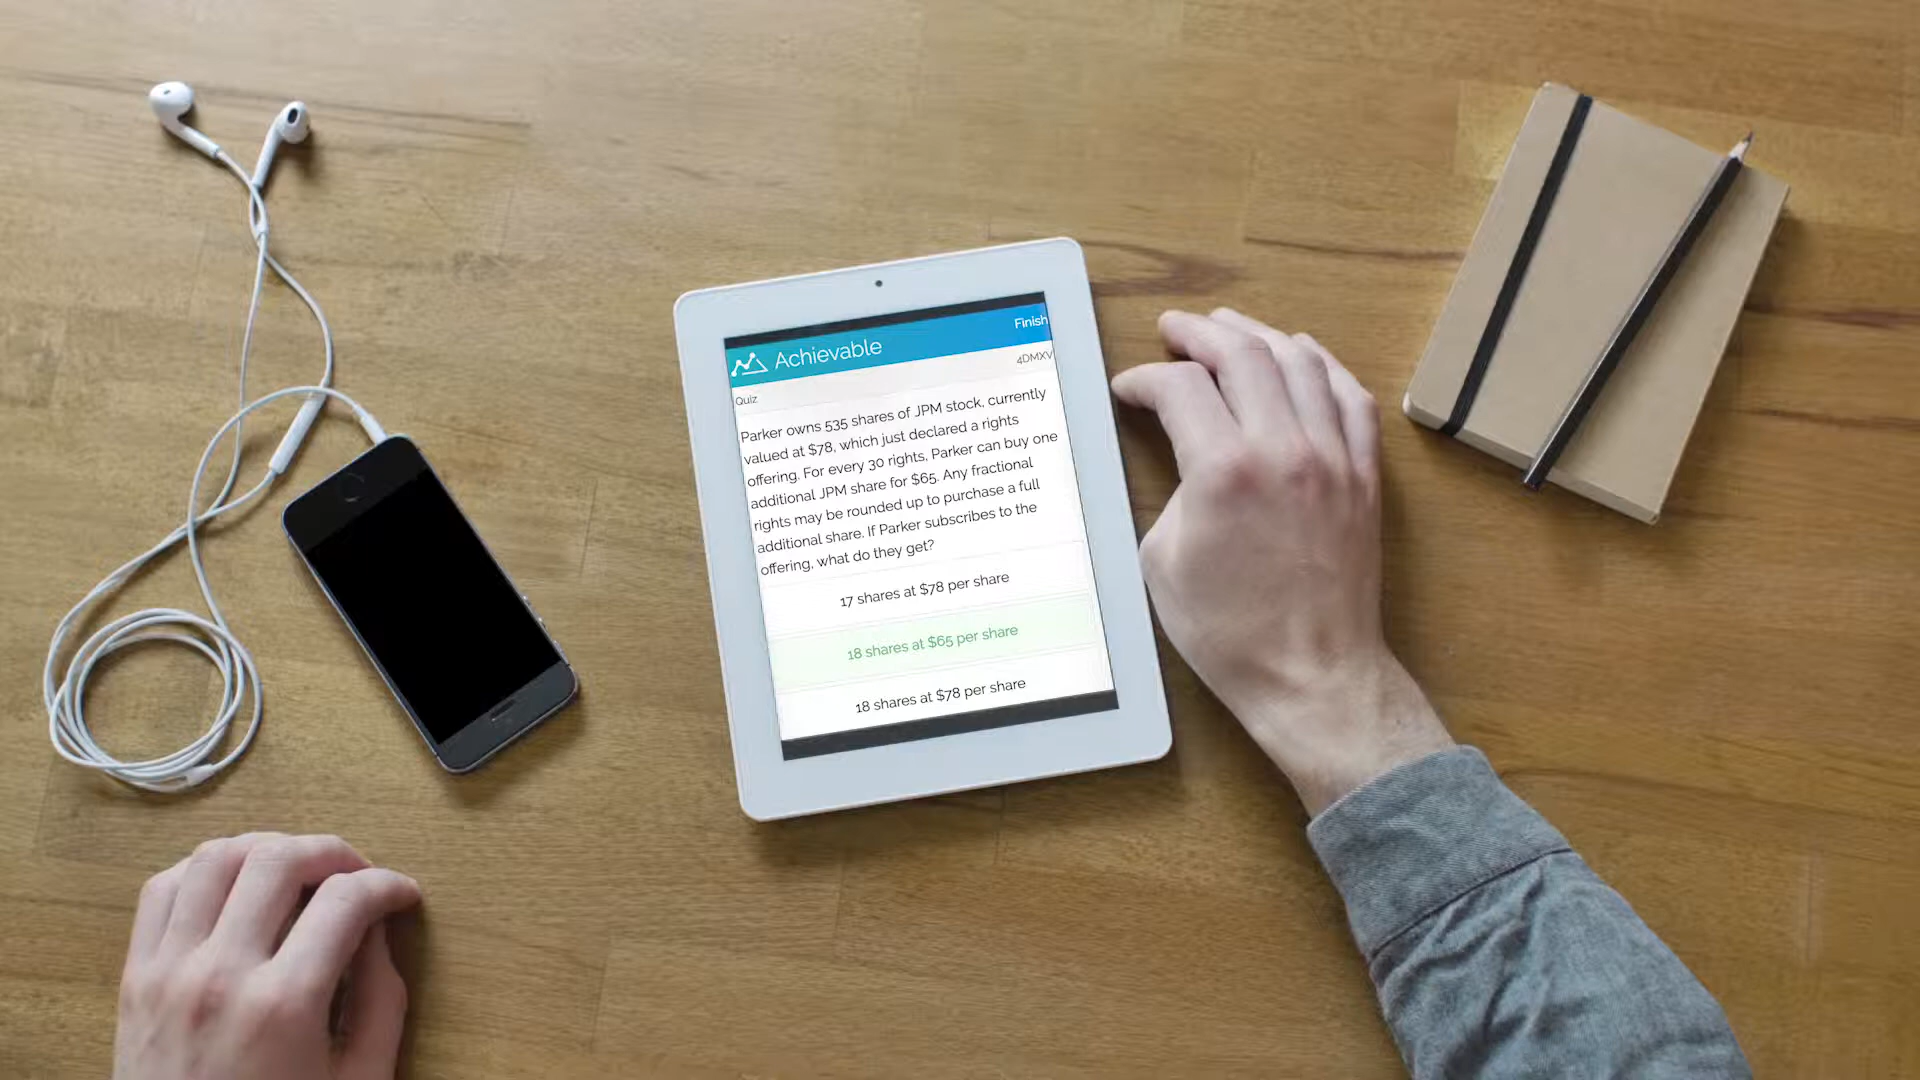 Finish
Achievable
4DMXV
Quiz
Parker owns 535 shares of JPM stock, currently
valued at $78, which just declared a rights
offering. For every 30 rights, Parker can buy one
additional JPM share for $65. Any fractional
rights may be rounded up to purchase a full
additional share. If Parker subscribes to the
offering, what do they get?
17 shares at $78 per share
18 shares at $65 per share
18 shares at $78 per share